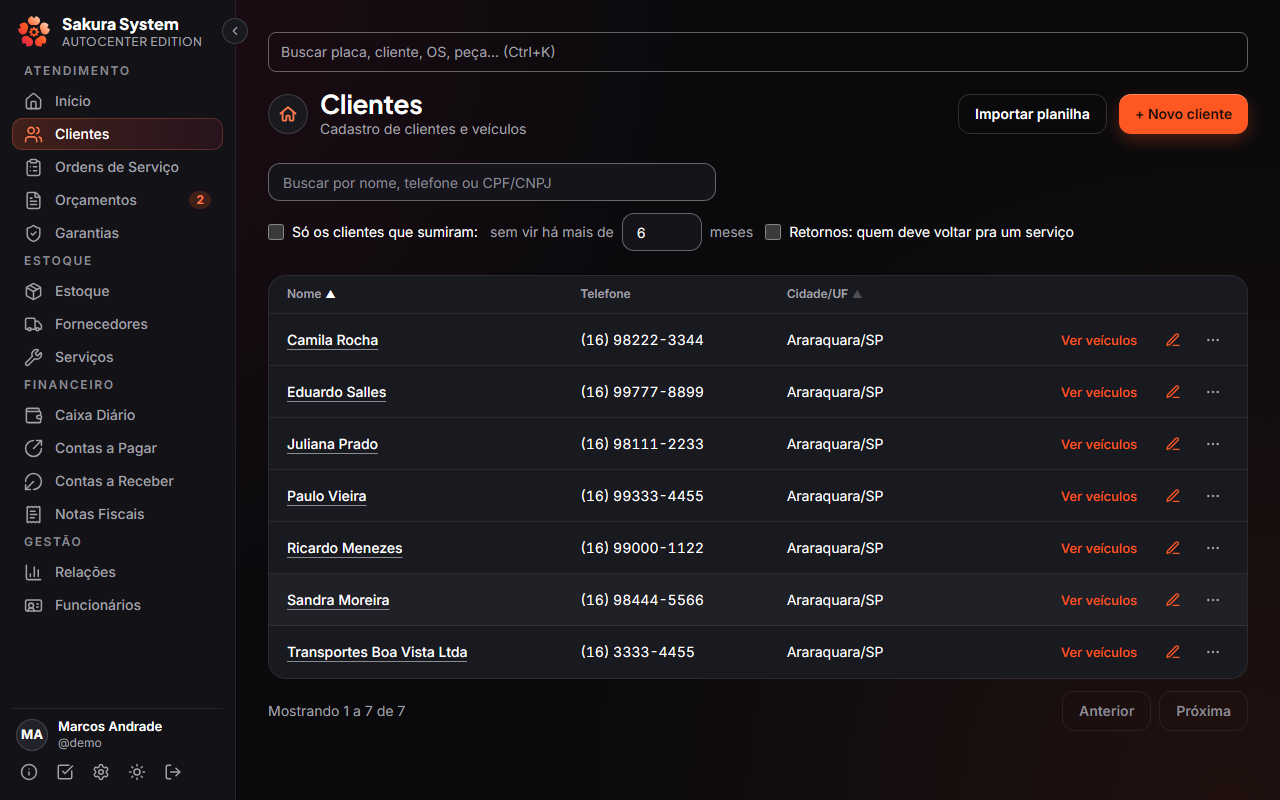 Sakura System
AUTOCENTER EDITION
ATENDIMENTO
Início
Clientes
Ordens de Serviço
Orçamentos 2
Garantias
ESTOQUE
Estoque
Fornecedores
Serviços
FINANCEIRO
Caixa Diário
Contas a Pagar
Contas a Receber
Notas Fiscais
GESTÃO
Relações
Funcionários
MA
Marcos Andrade
@demo
Buscar placa, cliente, OS, peça... (Ctrl+K)
Clientes
Cadastro de clientes e veículos
Importar planilha
+ Novo cliente
Buscar por nome, telefone ou CPF/CNPJ
Só os clientes que sumiram: sem vir há mais de 6 meses Retornos: quem deve voltar pra um serviço
Nome ▲ Telefone Cidade/UF ▲
Camila Rocha (16) 98222-3344 Araraquara/SP Ver veículos ...
Eduardo Salles (16) 99777-8899 Araraquara/SP Ver veículos ...
Juliana Prado (16) 98111-2233 Araraquara/SP Ver veículos ...
Paulo Vieira (16) 99333-4455 Araraquara/SP Ver veículos ...
Ricardo Menezes (16) 99000-1122 Araraquara/SP Ver veículos ...
Sandra Moreira (16) 98444-5566 Araraquara/SP Ver veículos ...
Transportes Boa Vista Ltda (16) 3333-4455 Araraquara/SP Ver veículos ...
Mostrando 1 a 7 de 7
Anterior
Próxima